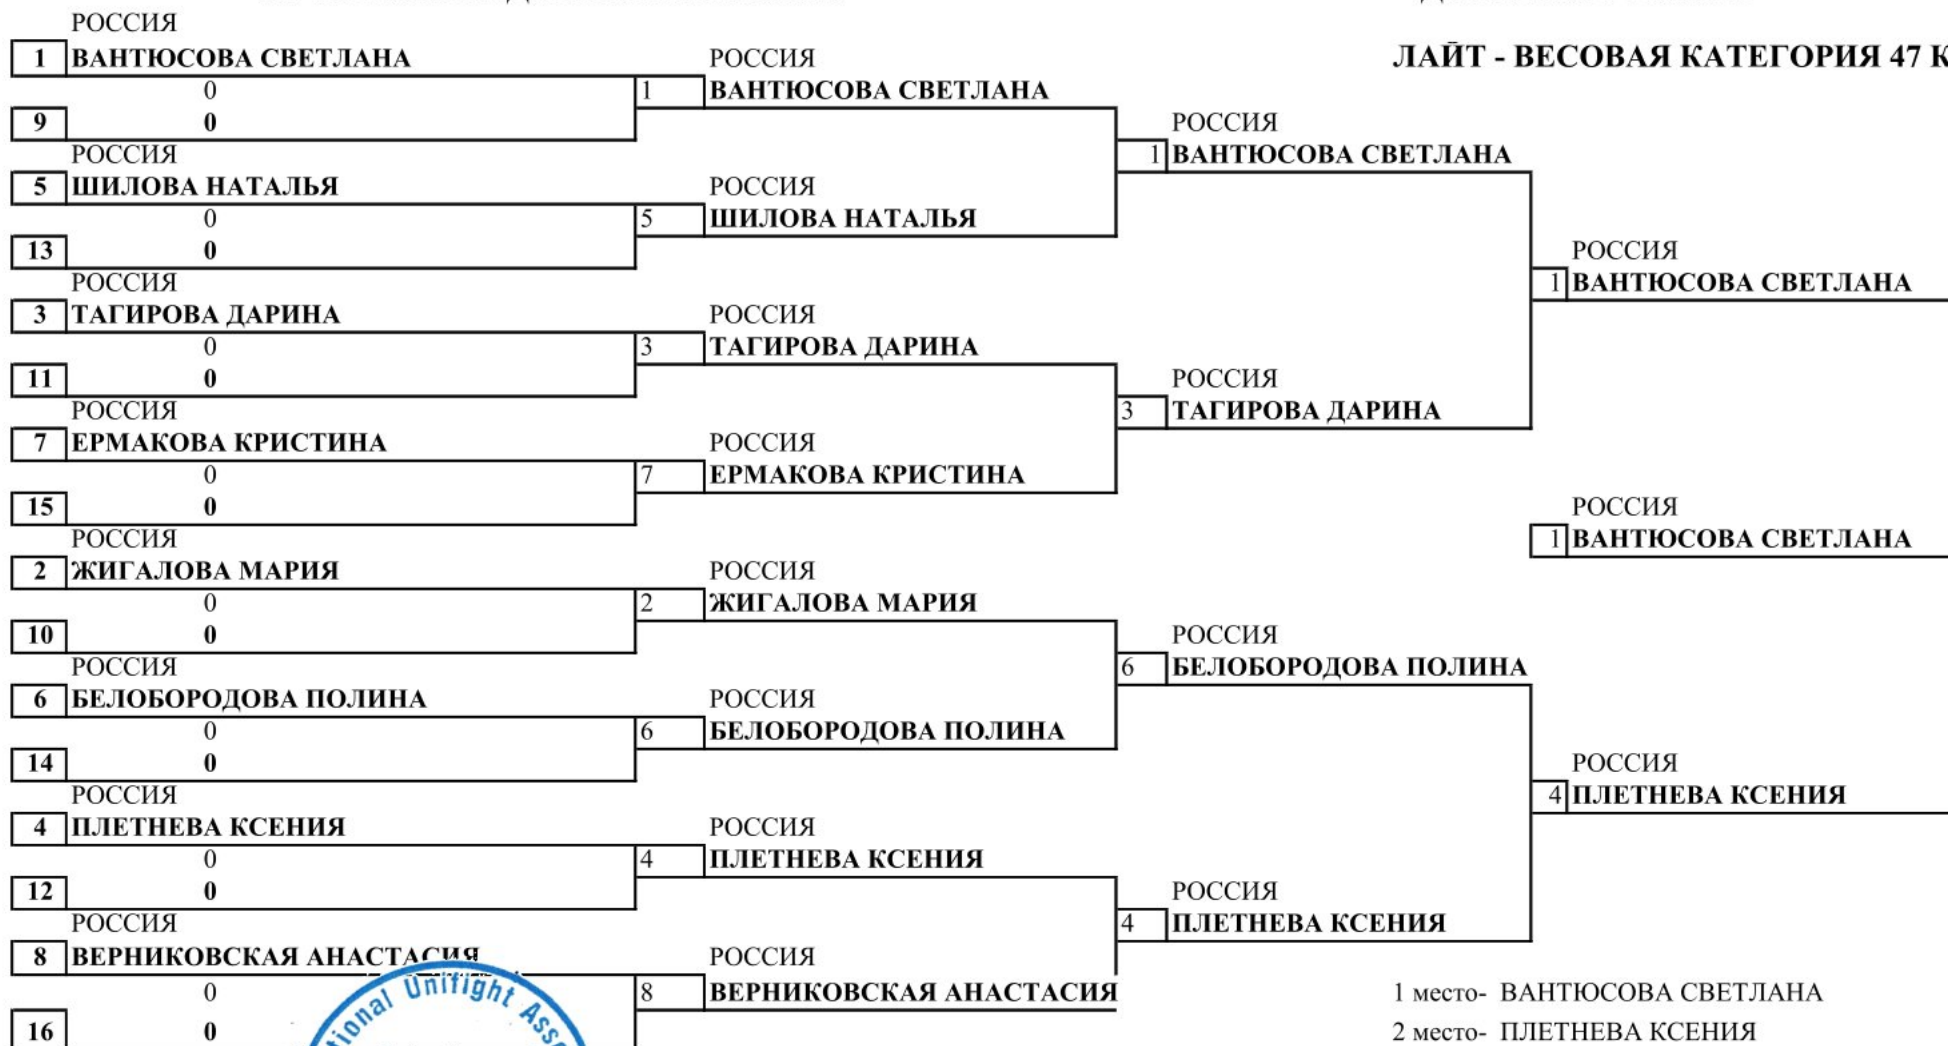 РОССИЯ
1 ВАНТЮСОВА СВЕТЛАНА РОССИЯ ЛАЙТ - ВЕСОВАЯ КАТЕГОРИЯ 47 К
0 1 ВАНТЮСОВА СВЕТЛАНА
9 0 РОССИЯ
РОССИЯ 1 ВАНТЮСОВА СВЕТЛАНА
5 ШИЛОВА НАТАЛЬЯ РОССИЯ
0 5 ШИЛОВА НАТАЛЬЯ
13 0 РОССИЯ
РОССИЯ 1 ВАНТЮСОВА СВЕТЛАНА
3 ТАГИРОВА ДАРИНА РОССИЯ
0 3 ТАГИРОВА ДАРИНА
11 0 РОССИЯ
РОССИЯ 3 ТАГИРОВА ДАРИНА
7 ЕРМАКОВА КРИСТИНА РОССИЯ
0 7 ЕРМАКОВА КРИСТИНА
15 0 РОССИЯ
РОССИЯ 1 ВАНТЮСОВА СВЕТЛАНА
2 ЖИГАЛОВА МАРИЯ РОССИЯ
0 2 ЖИГАЛОВА МАРИЯ
10 0 РОССИЯ
РОССИЯ 6 БЕЛОБОРОДОВА ПОЛИНА
6 БЕЛОБОРОДОВА ПОЛИНА РОССИЯ
0 6 БЕЛОБОРОДОВА ПОЛИНА
14 0 РОССИЯ
РОССИЯ 4 ПЛЕТНЕВА КСЕНИЯ
4 ПЛЕТНЕВА КСЕНИЯ РОССИЯ
0 4 ПЛЕТНЕВА КСЕНИЯ
12 0 РОССИЯ
РОССИЯ 4 ПЛЕТНЕВА КСЕНИЯ
8 ВЕРНИКОВСКАЯ АНАСТАСИЯ РОССИЯ
0 8 ВЕРНИКОВСКАЯ АНАСТАСИЯ 1 место- ВАНТЮСОВА СВЕТЛАНА
16 0 2 место- ПЛЕТНЕВА КСЕНИЯ
tional Unifight Ass